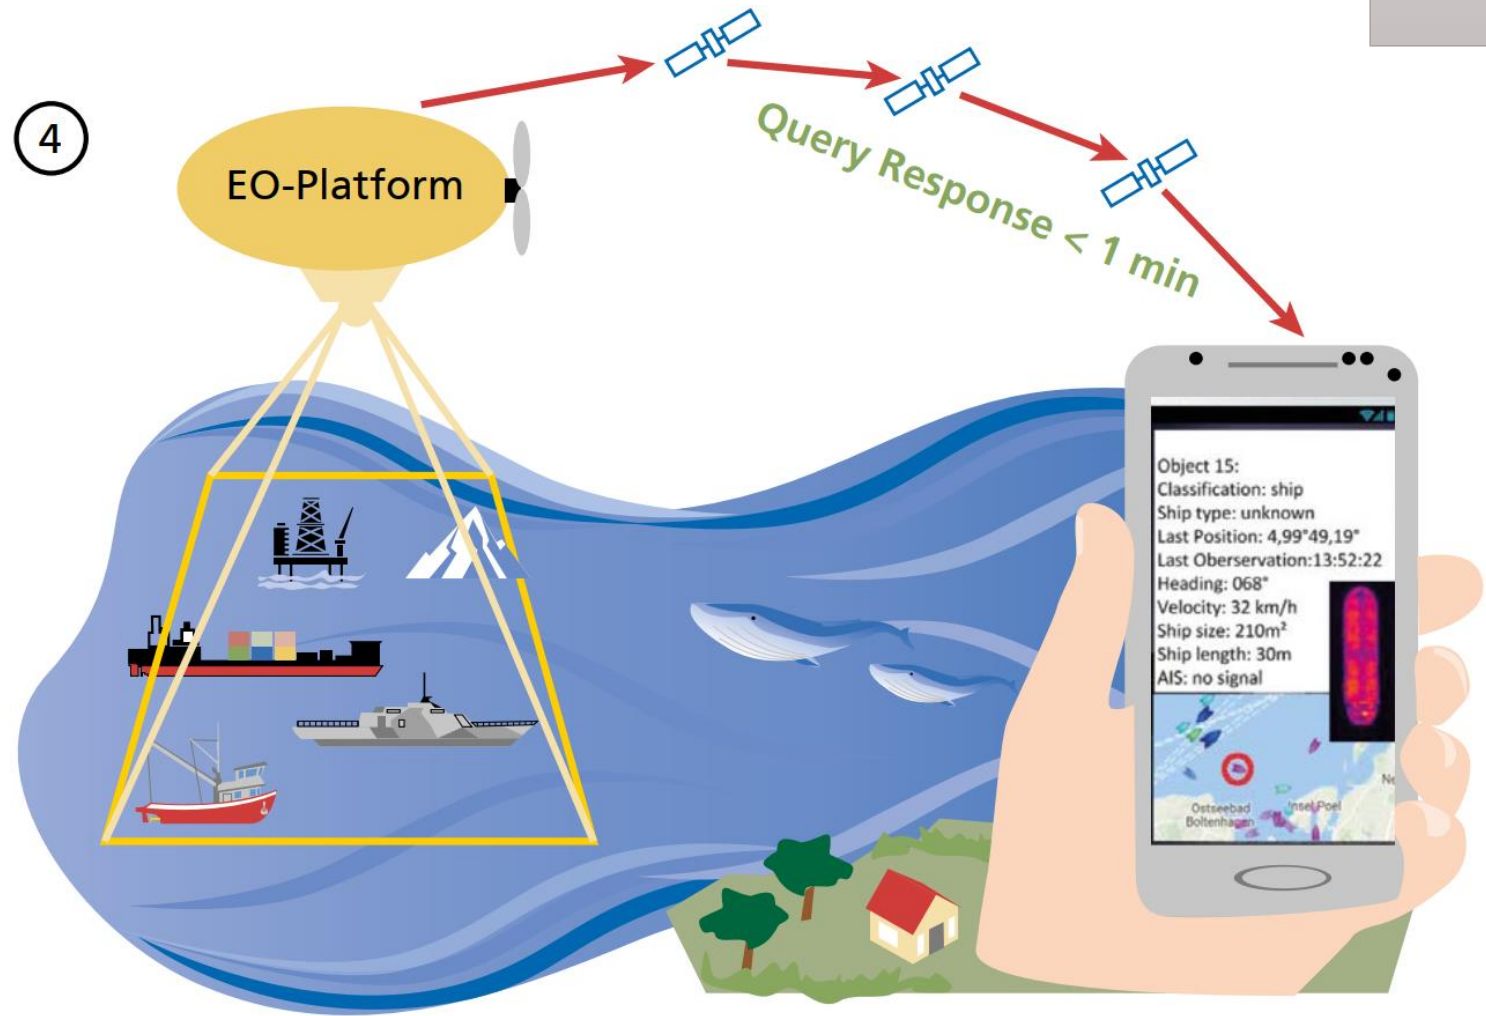 4
EO-Platform
Query Response < 1 min
Object 15:
Classification: ship
Ship type: unknown
Last Position: 4,99°49,19°
Last Oberservation:13:52:22
Heading: 068°
Velocity: 32 km/h
Ship size: 210m²
Ship length: 30m
AIS: no signal
Ne
Ostseebad
Boltenhagen
Insel Poel